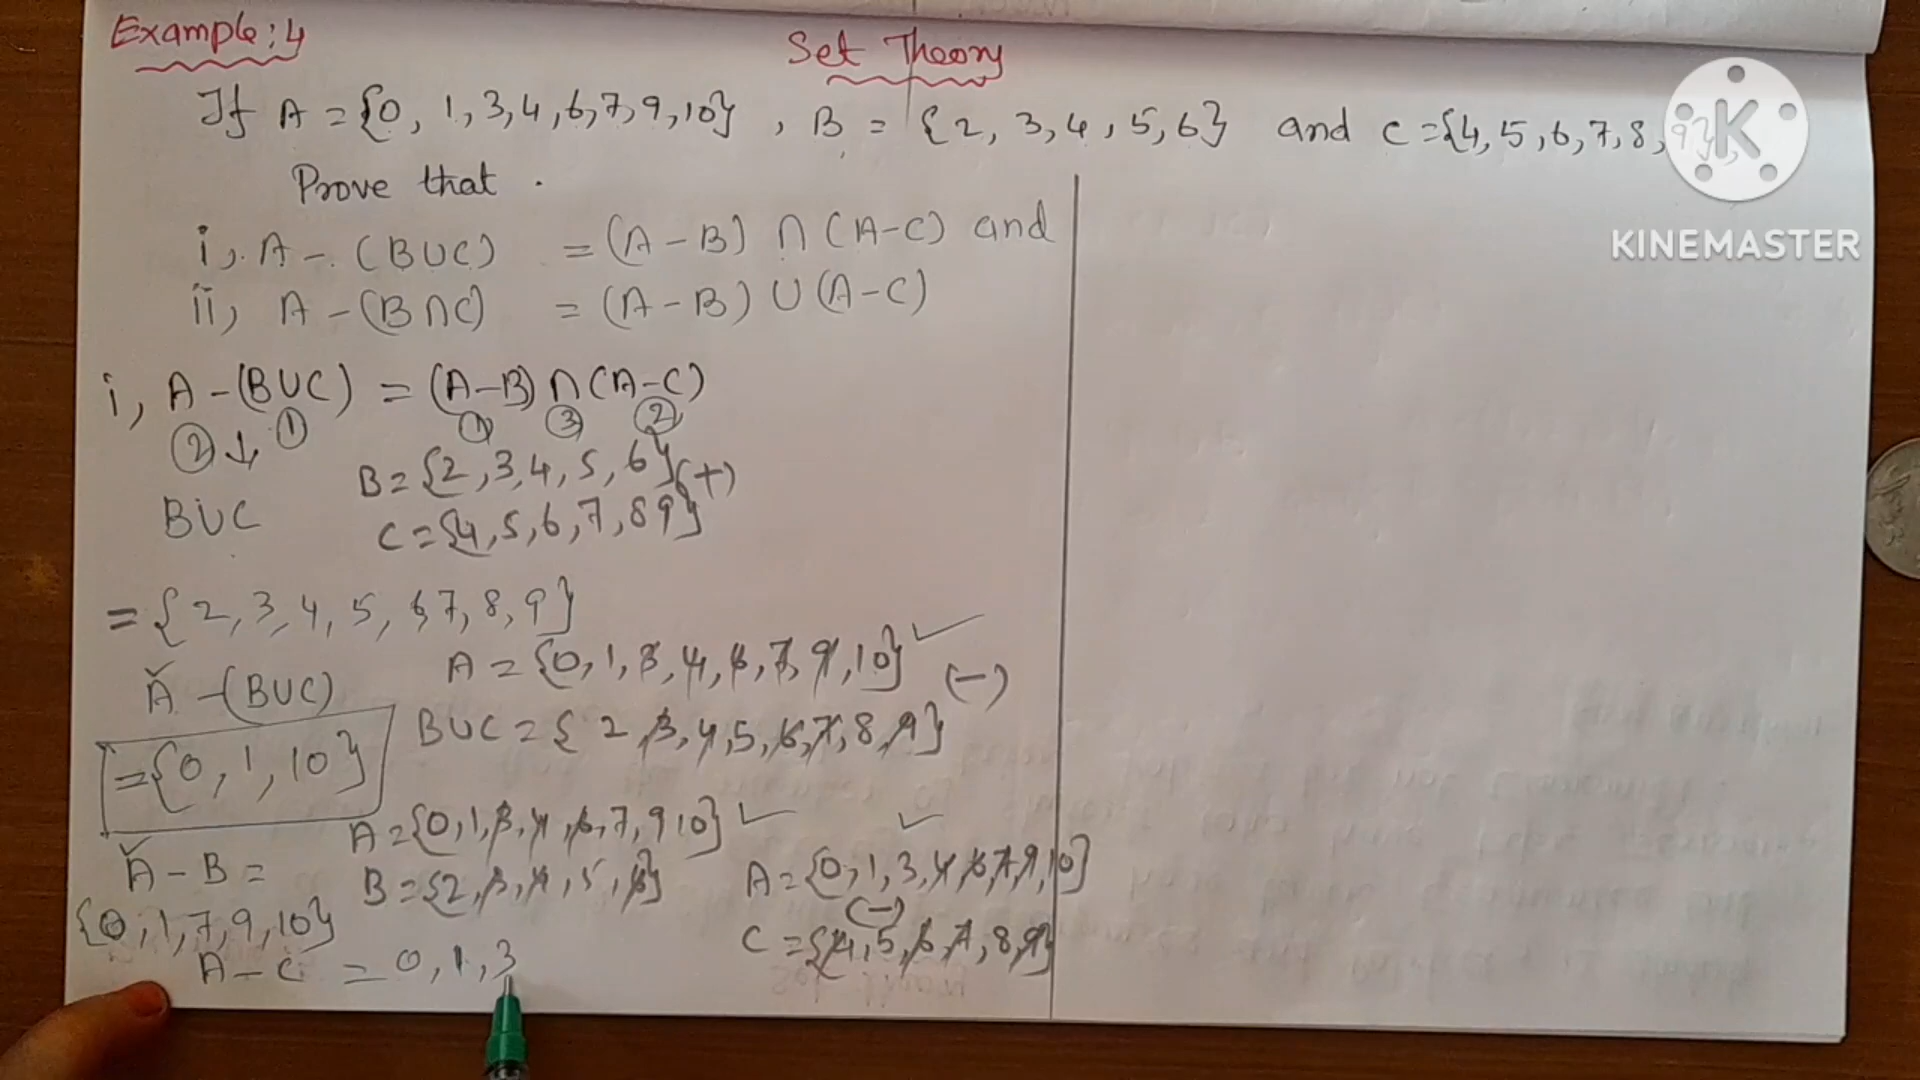 Example: 4
Set Theory
If A = {0, 1, 3, 4, 6, 7, 9, 10} , B = {2, 3, 4, 5, 6} and C = {4, 5, 6, 7, 8, 9},
Prove that .
i, A - (B∪C) = (A-B) ∩ (A-C) and
ii, A - (B∩C) = (A-B) ∪ (A-C)
i, A - (B∪C) = (A-B) ∩ (A-C)
② ↓ ① ① ③ ②
B = {2, 3, 4, 5, 6} (+)
B∪C C = {4, 5, 6, 7, 8 9}
= {2, 3, 4, 5, 6 7, 8, 9}
A = {0, 1, 3, 4, 6, 7, 9, 10} ✓
A - (B∪C) (-)
B∪C = { 2, 3, 4, 5, 6, 7, 8, 9}
= {0, 1, 10}
A = {0, 1, 3, 4, 6, 7, 9 10} ✓ ✓
A - B = B = {2, 3, 4, 5, 6} A = {0, 1, 3, 4, 6, 7, 9, 10}
(-)
{0, 1, 7, 9, 10} C = {4, 5, 6, 7, 8, 9}
A - C = 0, 1, 3
K
KINEMASTER